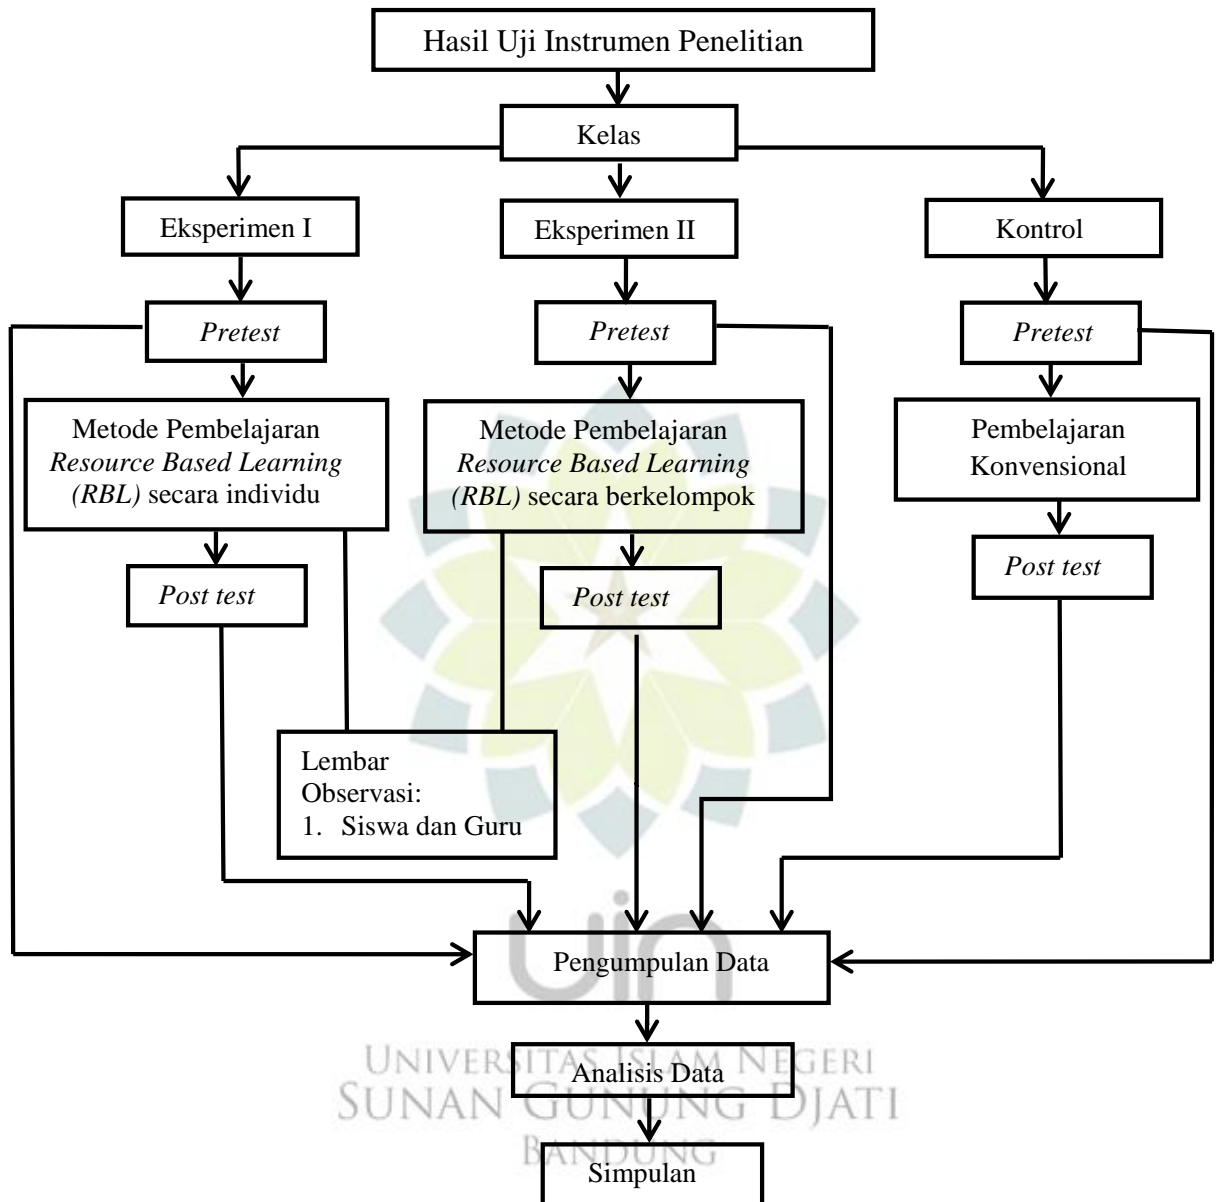 Hasil Uji Instrumen Penelitian
Kelas
Eksperimen I
Eksperimen II
Kontrol
Pretest
Pretest
Pretest
Metode Pembelajaran
Resource Based Learning
(RBL) secara individu
Metode Pembelajaran
Resource Based Learning
(RBL) secara berkelompok
Pembelajaran
Konvensional
Post test
Post test
Post test
Lembar
Observasi:
1. Siswa dan Guru
uin
Pengumpulan Data
UNIVERSITAS ISLAM NEGERI
Analisis Data
SUNAN GUNUNG DJATI
BANDUNG
Simpulan